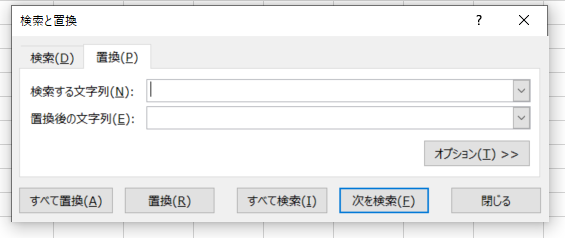 検索と置換 ? ×
検索(D) 置換(P)
検索する文字列(N):
置換後の文字列(E):
オプション(T) >>
すべて置換(A) 置換(R) すべて検索(I) 次を検索(F) 閉じる